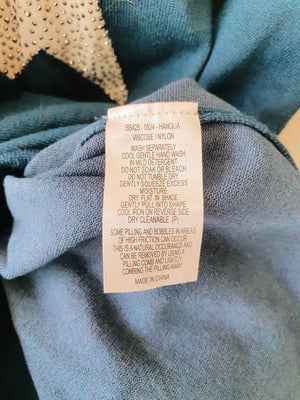 BB425 - 0524 - HANGLIA
VISCOSE / NYLON
WASH SEPARATELY
COOL GENTLE HAND WASH
IN MILD DETERGENT
DO NOT SOAK OR BLEACH
DO NOT TUMBLE DRY
GENTLY SQUEEZE EXCESS
MOISTURE
DRY FLAT IN SHADE
GENTLY PULL INTO SHAPE
COOL IRON ON REVERSE SIDE
DRY CLEANABLE (P)
SOME PILLING AND BOBBLES IN AREAS
OF HIGH FRICTION CAN OCCUR
THIS IS A NATURAL OCCURANCE AND
CAN BE REMOVED BY USING A
PILLING COMB AND LIGHTLY
COMBING THE PILLING AWAY
MADE IN CHINA